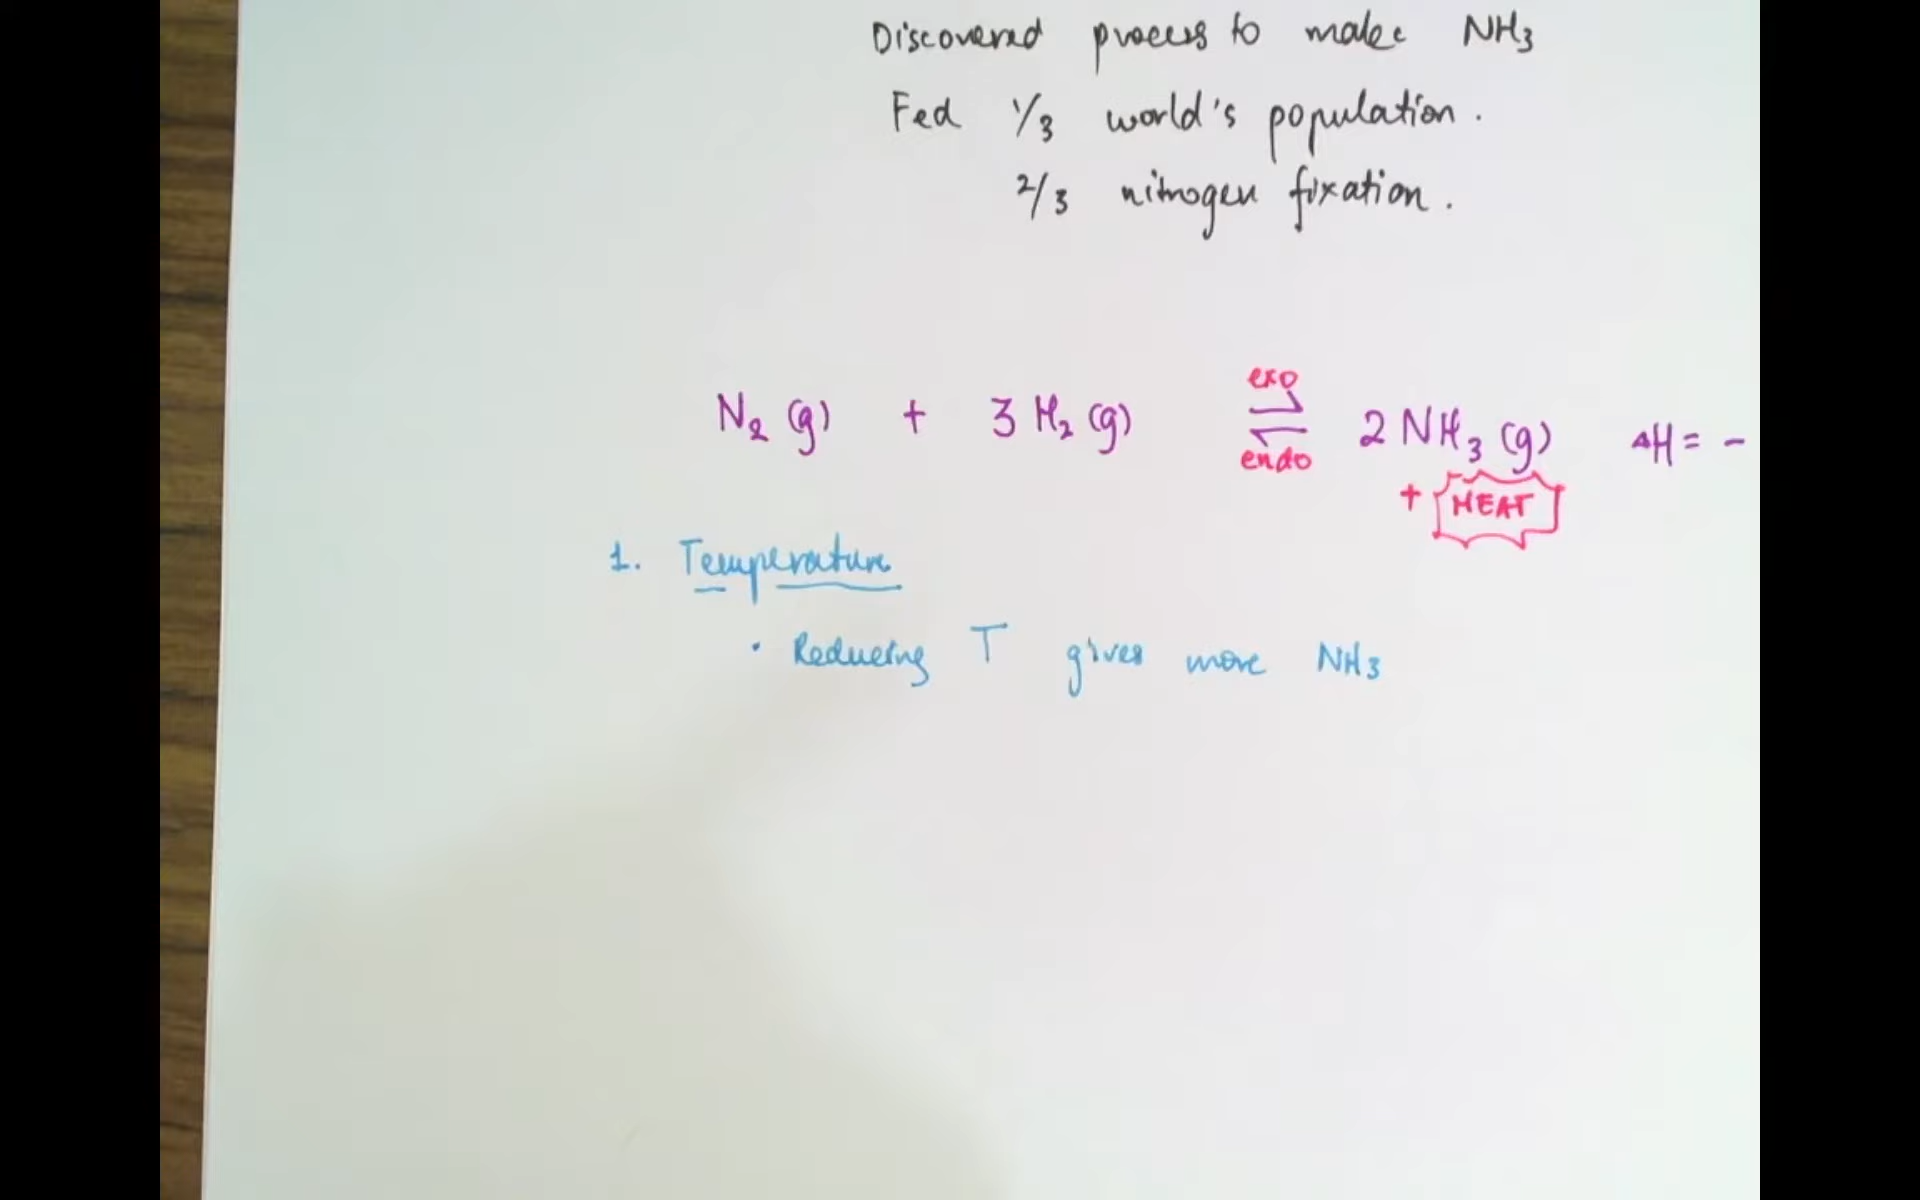 Discovered process to make NH₃
Fed 1/3 world's population.
2/3 nitrogen fixation.
exo
N₂ (g) + 3 H₂ (g) ⇌ 2 NH₃ (g) ΔH = -
endo
+ HEAT
1. Temperature
· Reducing T gives more NH₃